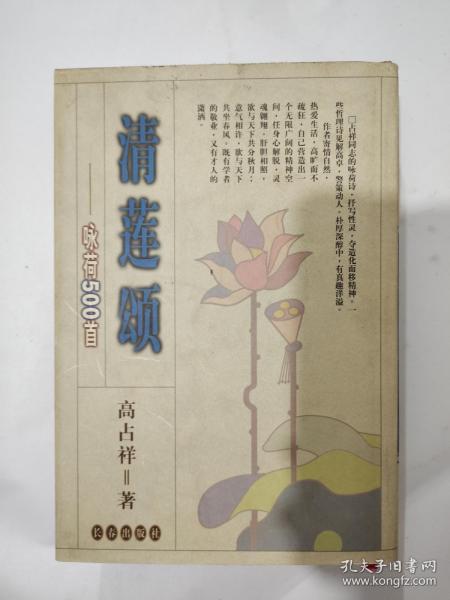 □占祥同志的咏荷诗，抒写性灵，夺造化而移精神。一
些哲理诗见解高卓，警策动人。朴厚深醇中，有真趣洋溢。
作者寄情自然，
热爱生活，高旷而不
疏狂，自己营造出一
个无限广阔的精神空
间，任身心解脱，灵
魂翱翔，肝胆相照，
欲与天下共分秋月；
意气相许，欲与天下
共坐春风。既有学者
的敬业，又有才人的
潇洒。
清莲颂
咏荷500首
高占祥＝著
长春出版社
孔夫子旧书网
www.kongfz.com